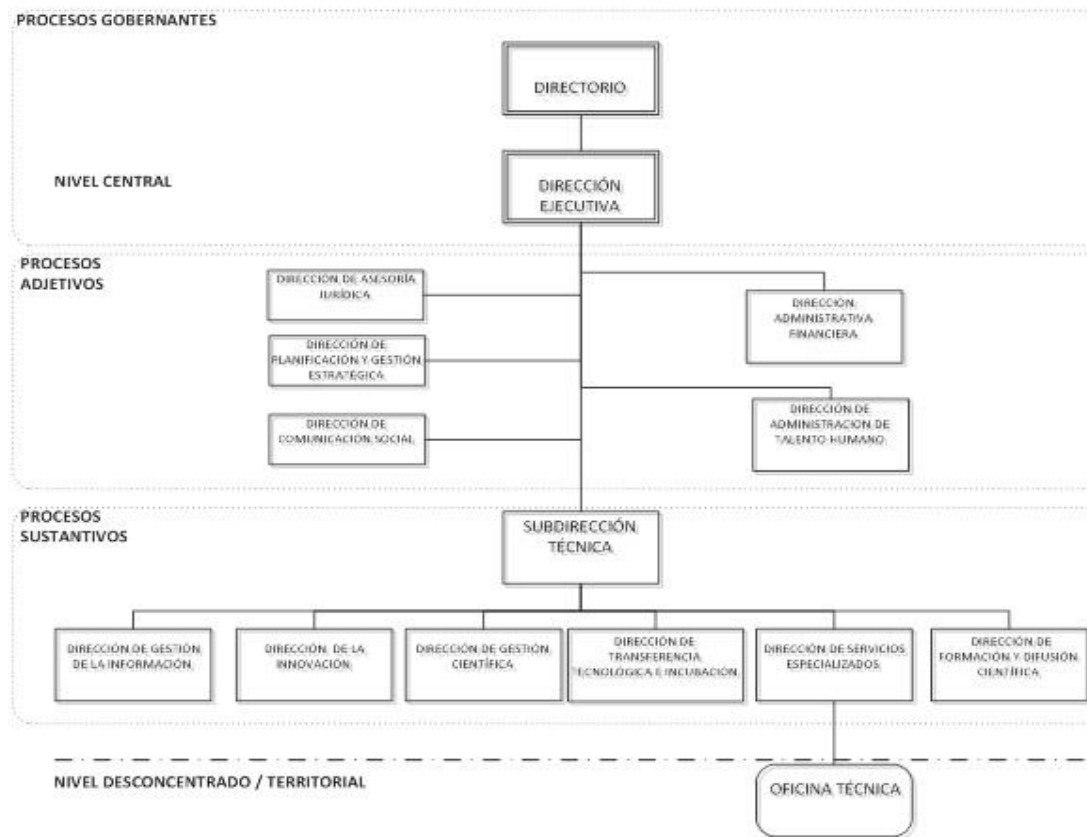 PROCESOS GOBERNANTES
DIRECTORIO
NIVEL CENTRAL
DIRECCIÓN
EJECUTIVA
PROCESOS
ADJETIVOS
DIRECCIÓN DE ASESORÍA
JURÍDICA
DIRECCIÓN
ADMINISTRATIVA
FINANCIERA
DIRECCIÓN DE
PLANIFICACIÓN Y GESTIÓN
ESTRATÉGICA
DIRECCIÓN DE
COMUNICACIÓN SOCIAL
DIRECCIÓN DE
ADMINISTRACION DE
TALENTO HUMANO
PROCESOS
SUSTANTIVOS
SUBDIRECCIÓN
TÉCNICA
DIRECCIÓN DE GESTIÓN
DE LA INFORMACIÓN
DIRECCIÓN DE LA
INNOVACIÓN
DIRECCIÓN DE GESTIÓN
CIENTÍFICA
DIRECCIÓN DE
TRANSFERENCIA
TECNOLÓGICA E INCUBACIÓN
DIRECCIÓN DE SERVICIOS
ESPECIALIZADOS
DIRECCIÓN DE
FORMACIÓN Y DIFUSIÓN
CIENTÍFICA
NIVEL DESCONCENTRADO / TERRITORIAL
OFICINA TÉCNICA